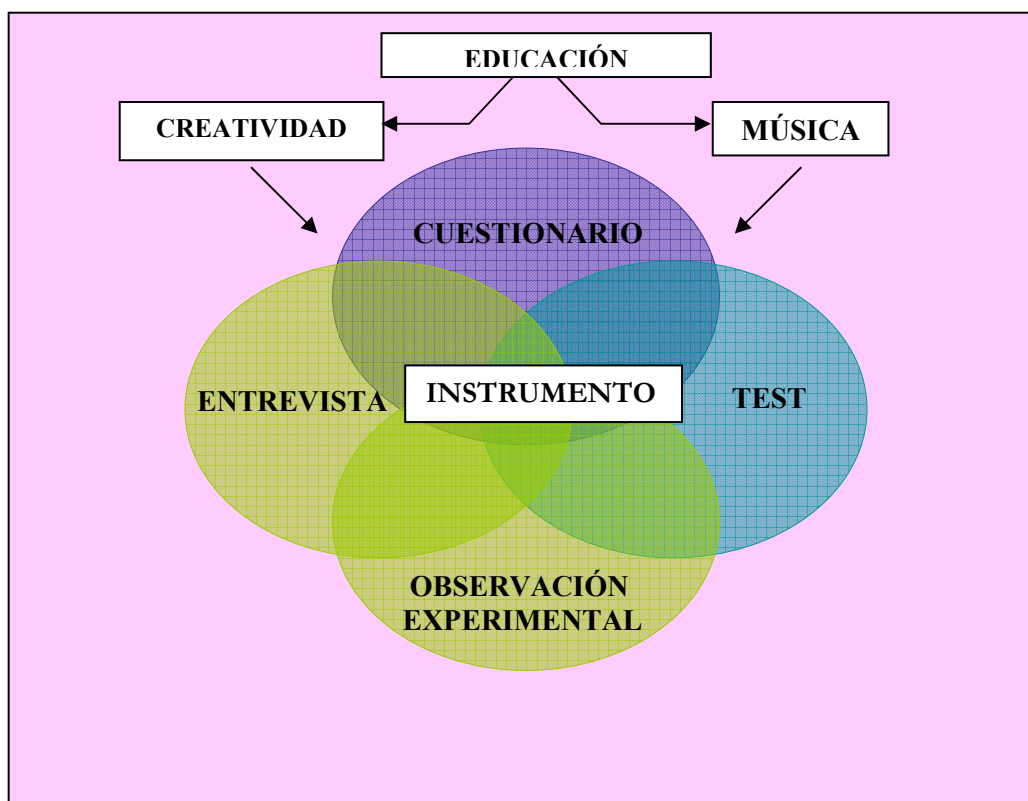 EDUCACIÓN
CREATIVIDAD
MÚSICA
CUESTIONARIO
ENTREVISTA
INSTRUMENTO
TEST
OBSERVACIÓN
EXPERIMENTAL